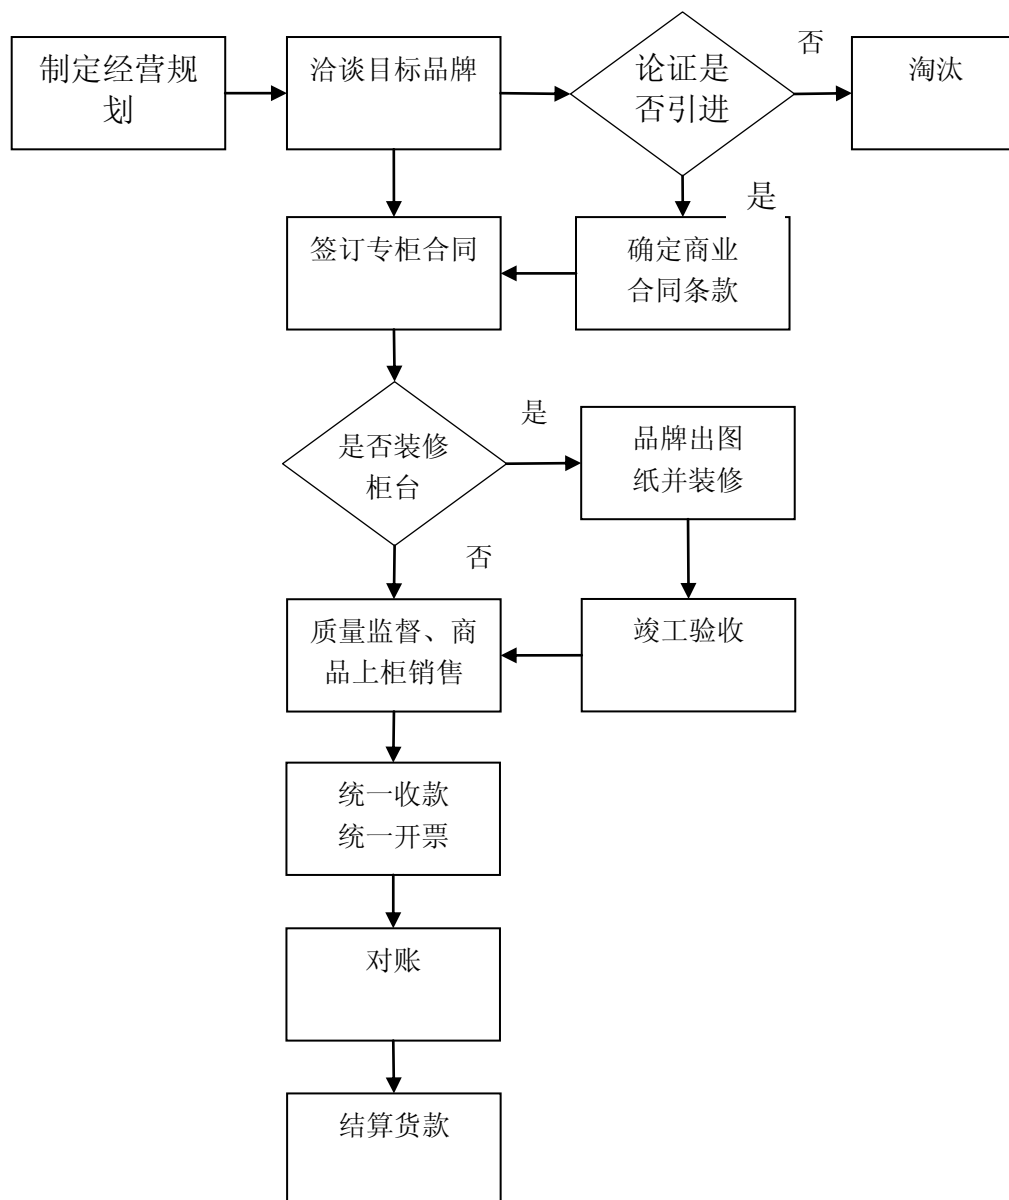 制定经营规
划
洽谈目标品牌
论证是
否引进
否
淘汰
是
签订专柜合同
确定商业
合同条款
是否装修
柜台
是
品牌出图
纸并装修
否
质量监督、商
品上柜销售
竣工验收
统一收款
统一开票
对账
结算货款